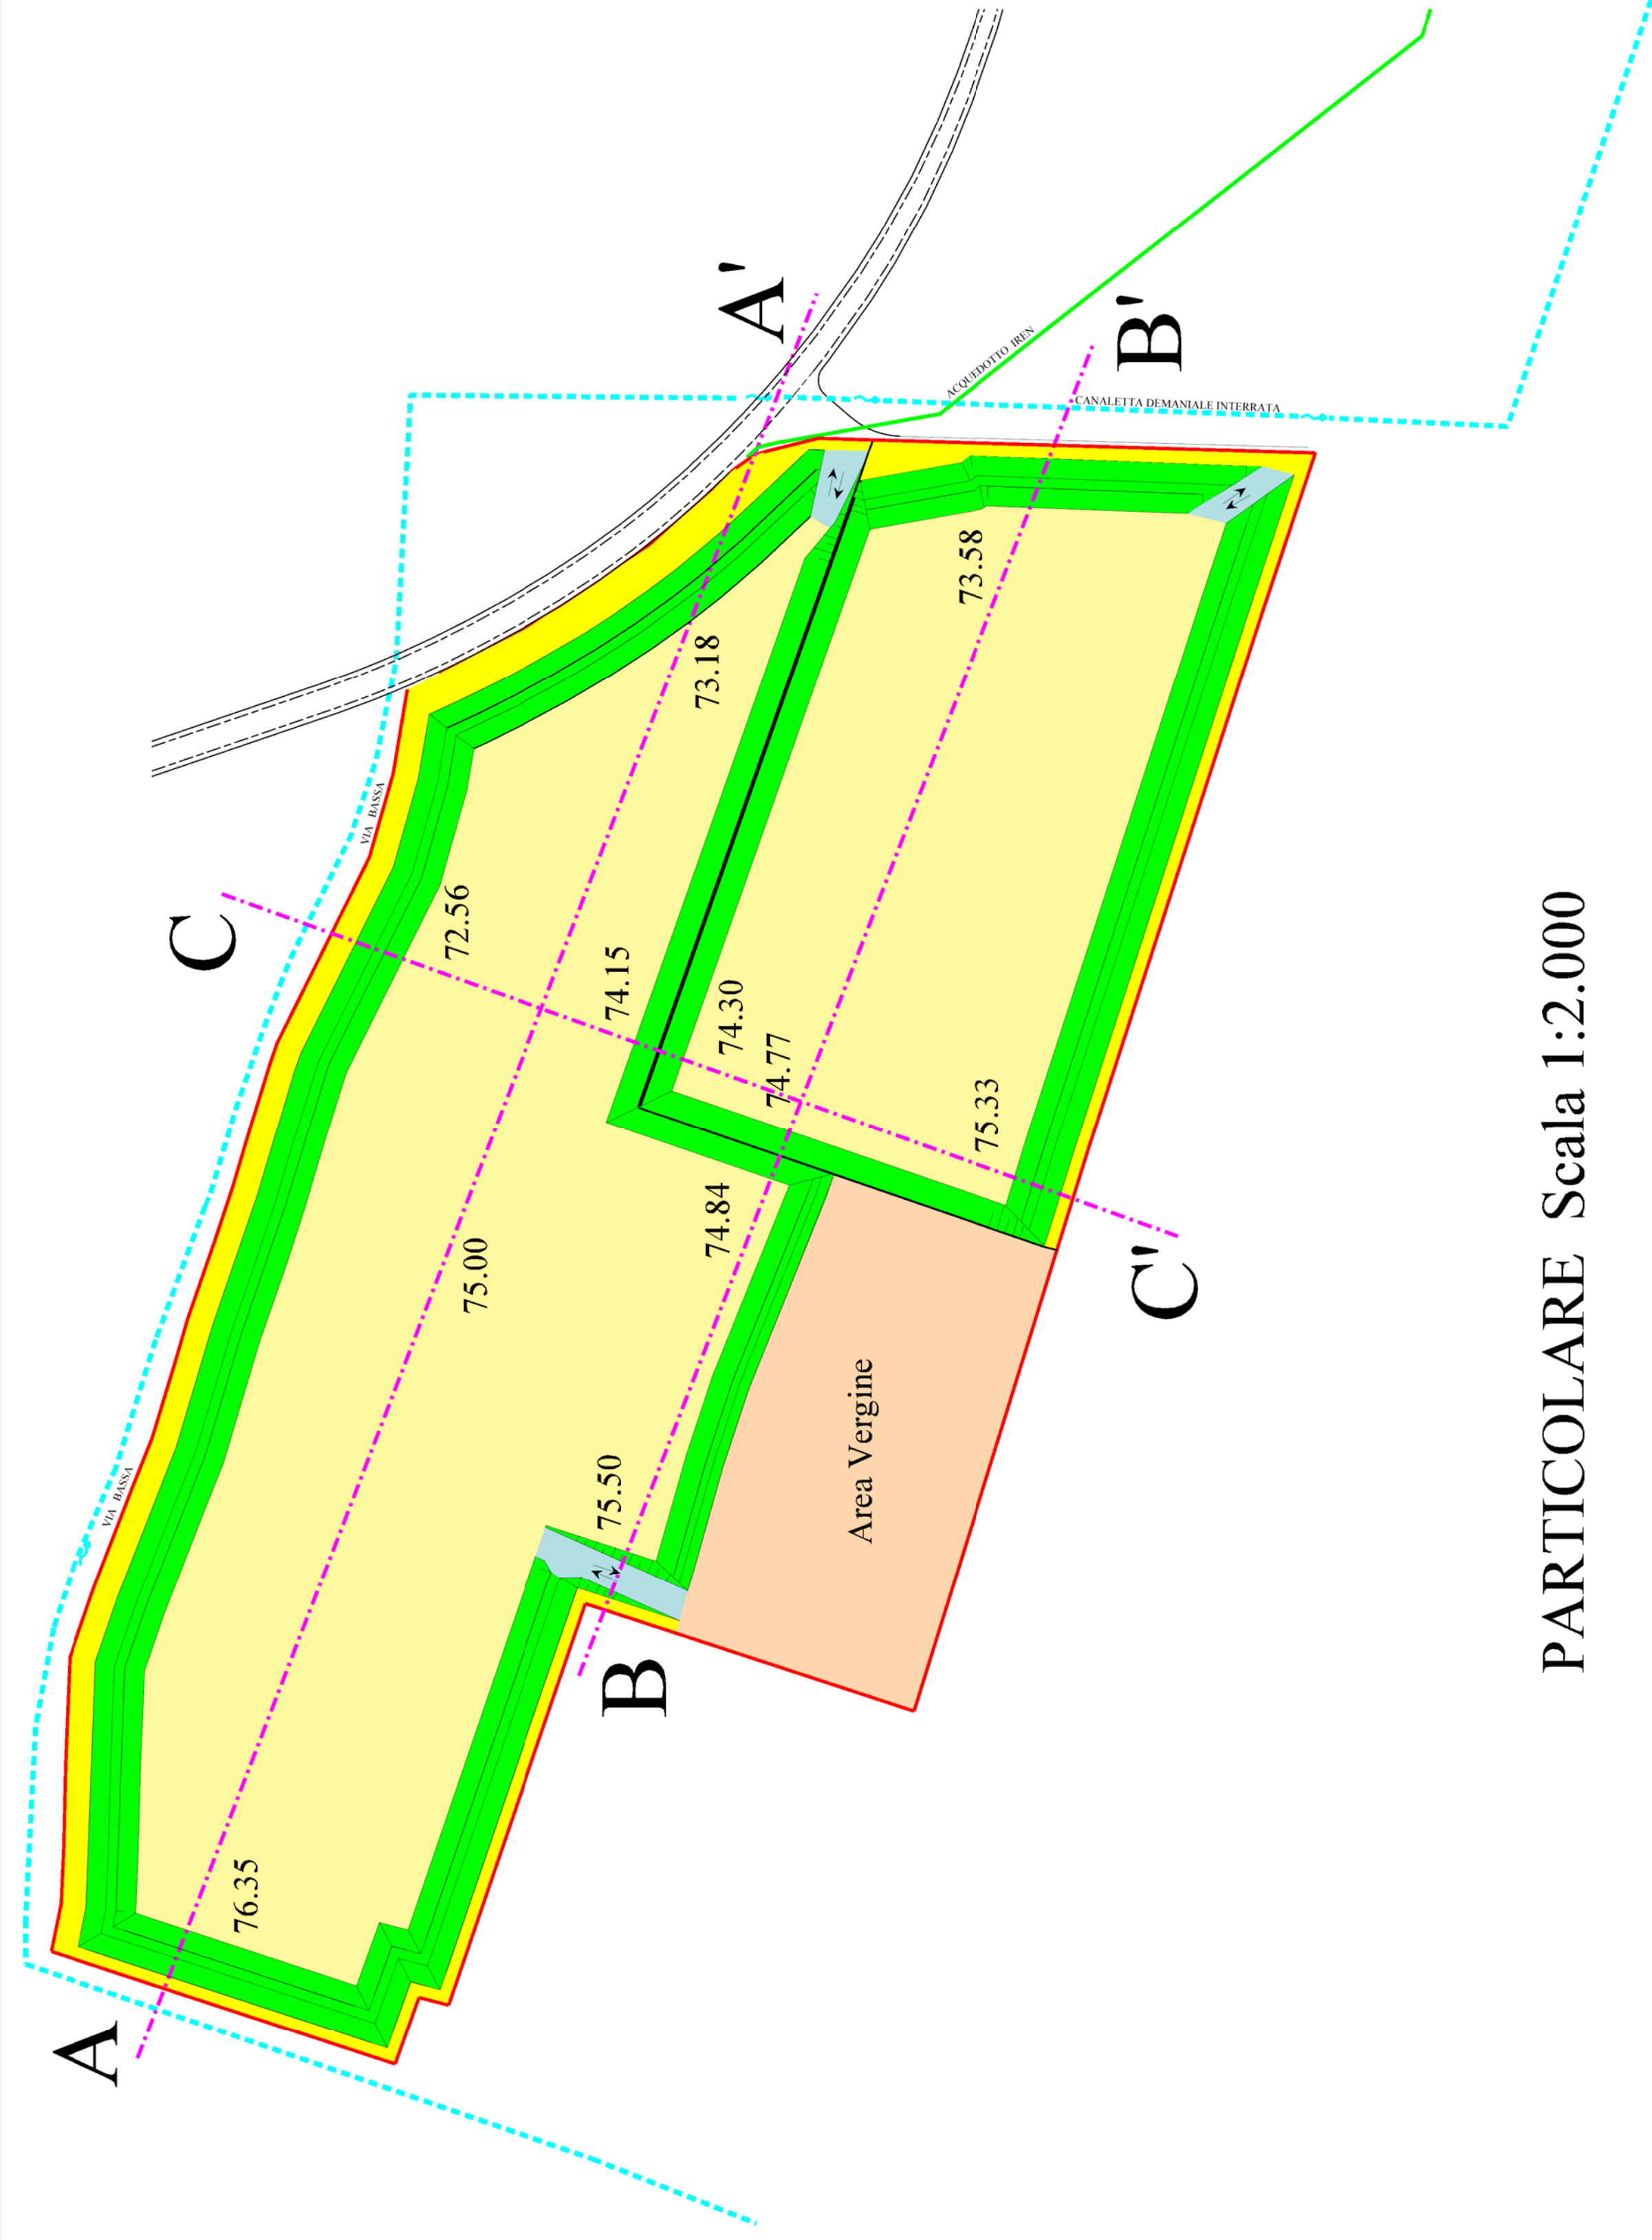 A
76.35
VIA BASSA
75.00
B
75.50
Area Vergine
74.84
C
72.56
VIA BASSA
74.15
74.30
74.77
75.33
C'
73.18
73.58
A'
B'
ACQUEDOTTO IREN
CANALETTA DEMANIALE INTERRATA
PARTICOLARE Scala 1:2.000